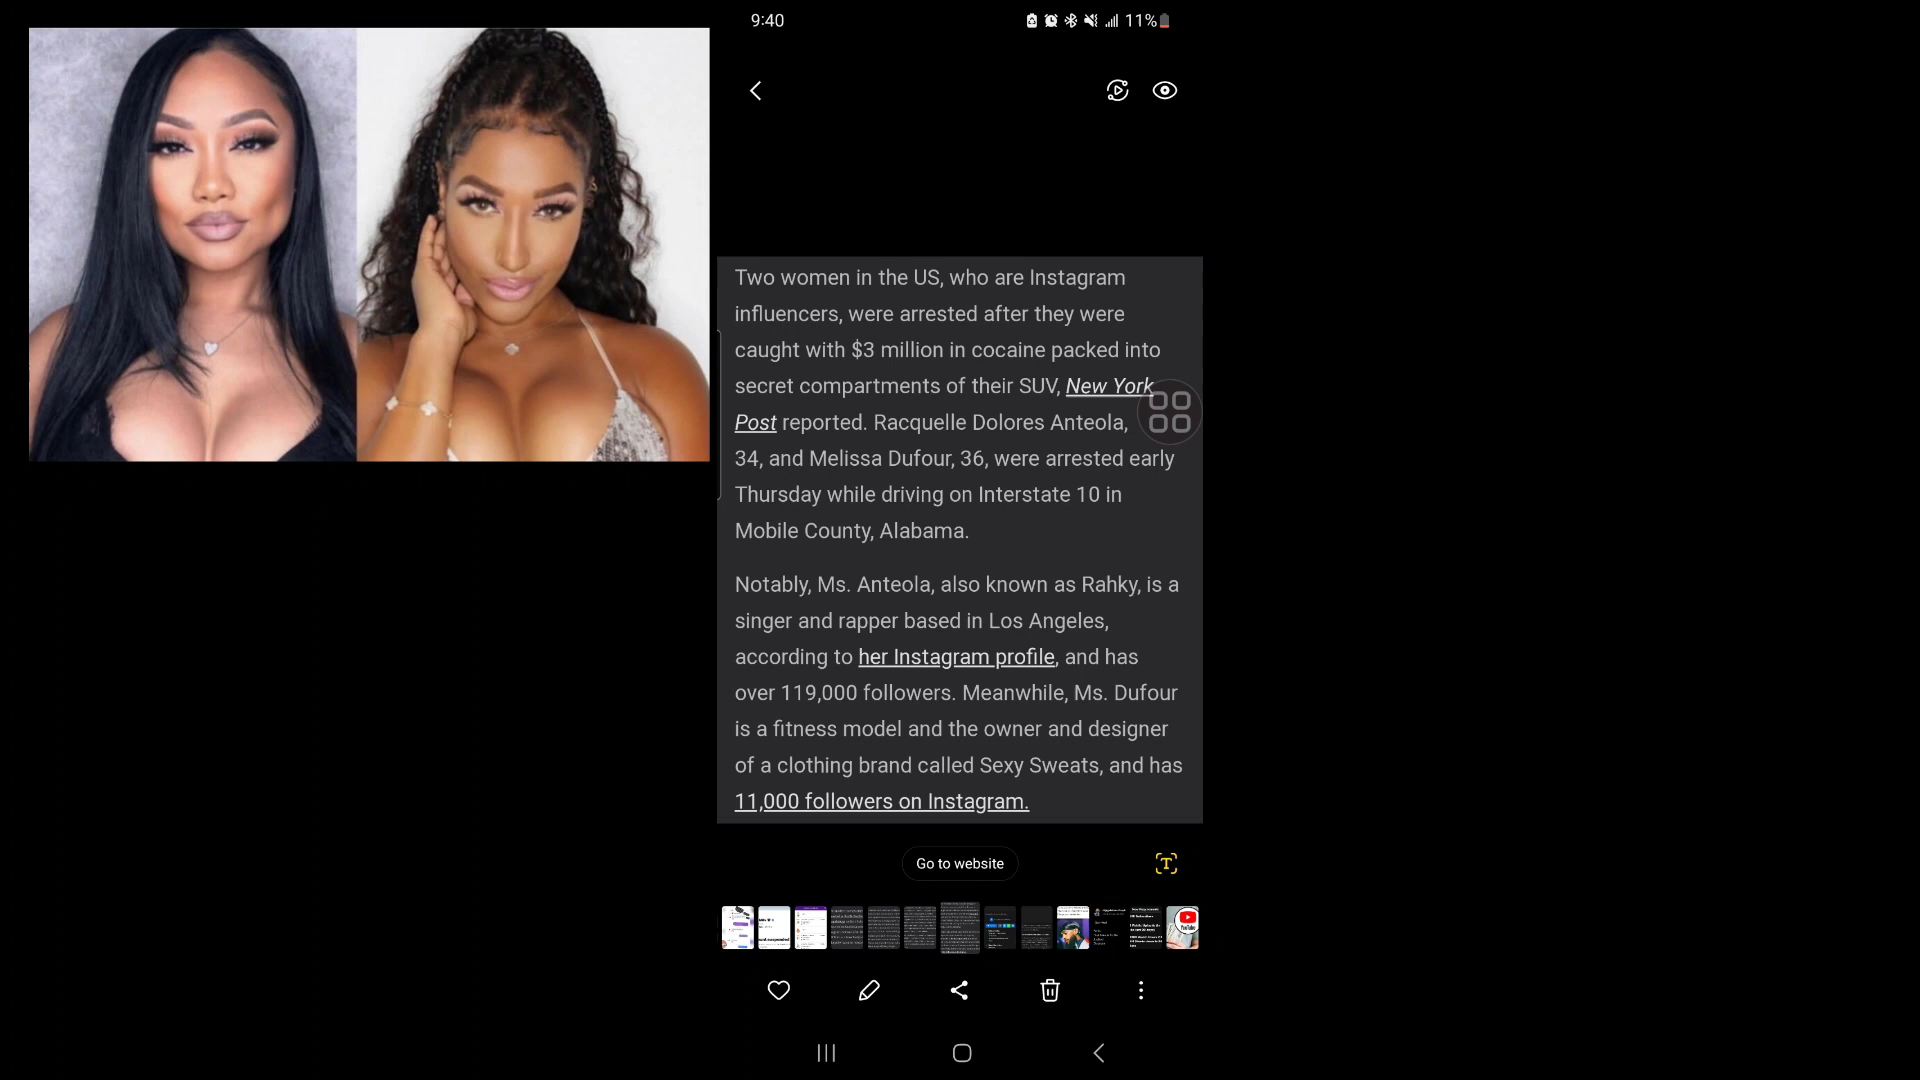 9:40
11%
Two women in the US, who are Instagram
influencers, were arrested after they were
caught with $3 million in cocaine packed into
secret compartments of their SUV, New York
Post reported. Racquelle Dolores Anteola,
34, and Melissa Dufour, 36, were arrested early
Thursday while driving on Interstate 10 in
Mobile County, Alabama.
Notably, Ms. Anteola, also known as Rahky, is a
singer and rapper based in Los Angeles,
according to her Instagram profile, and has
over 119,000 followers. Meanwhile, Ms. Dufour
is a fitness model and the owner and designer
of a clothing brand called Sexy Sweats, and has
11,000 followers on Instagram.
Go to website
T
YouTube